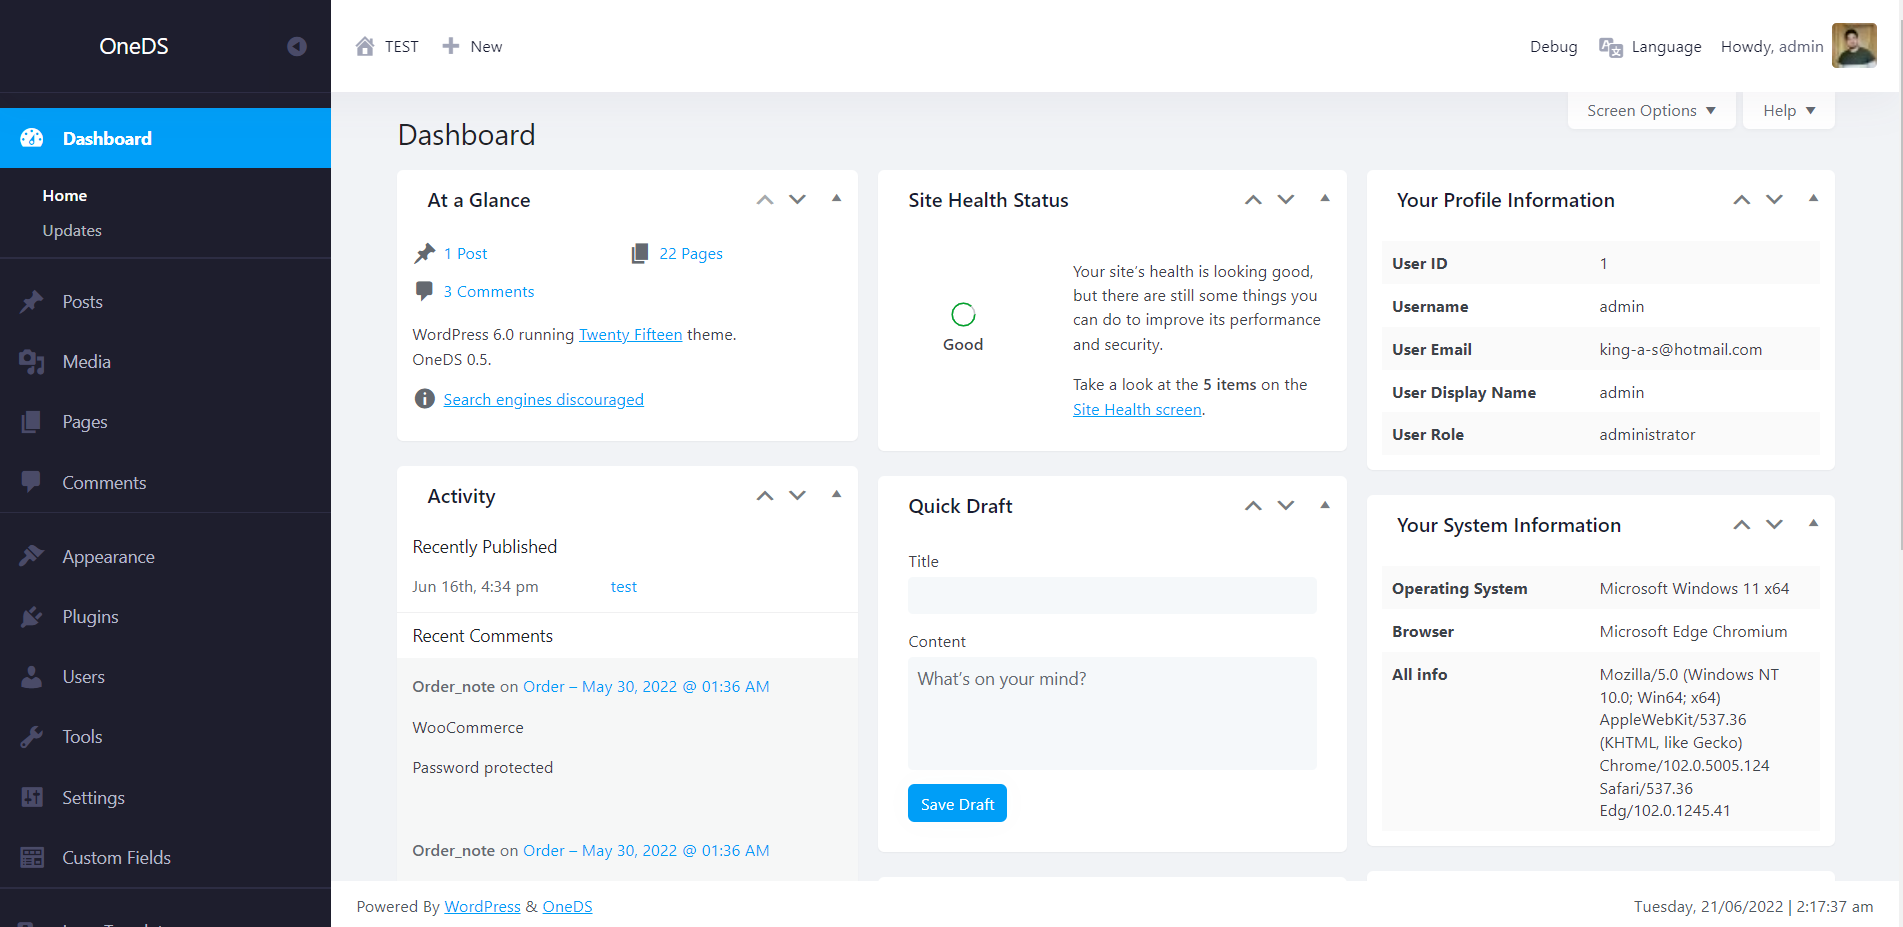 OneDS
TEST
New
Debug
Language
Howdy, admin
Dashboard
Home
Updates
Posts
Media
Pages
Comments
Appearance
Plugins
Users
Tools
Settings
Custom Fields
Screen Options
Help
Dashboard
At a Glance
1 Post
22 Pages
3 Comments
WordPress 6.0 running Twenty Fifteen theme.
OneDS 0.5.
Search engines discouraged
Activity
Recently Published
Jun 16th, 4:34 pm test
Recent Comments
Order_note on Order – May 30, 2022 @ 01:36 AM
WooCommerce
Password protected
Order_note on Order – May 30, 2022 @ 01:36 AM
Site Health Status
Good
Your site’s health is looking good,
but there are still some things you
can do to improve its performance
and security.
Take a look at the 5 items on the
Site Health screen.
Quick Draft
Title
Content
What’s on your mind?
Save Draft
Your Profile Information
User ID 1
Username admin
User Email king-a-s@hotmail.com
User Display Name admin
User Role administrator
Your System Information
Operating System Microsoft Windows 11 x64
Browser Microsoft Edge Chromium
All info Mozilla/5.0 (Windows NT
10.0; Win64; x64)
AppleWebKit/537.36
(KHTML, like Gecko)
Chrome/102.0.5005.124
Safari/537.36
Edg/102.0.1245.41
Powered By WordPress & OneDS
Tuesday, 21/06/2022 | 2:17:37 am